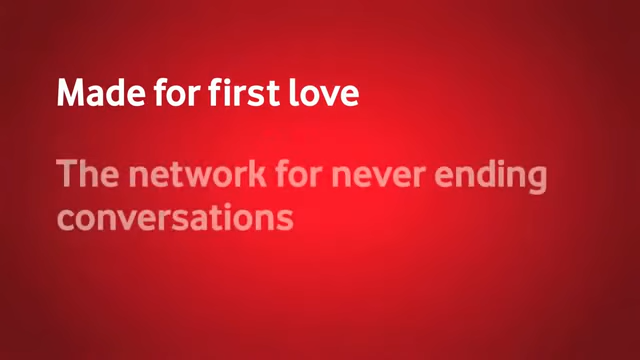 Made for first love
The network for never ending
conversations